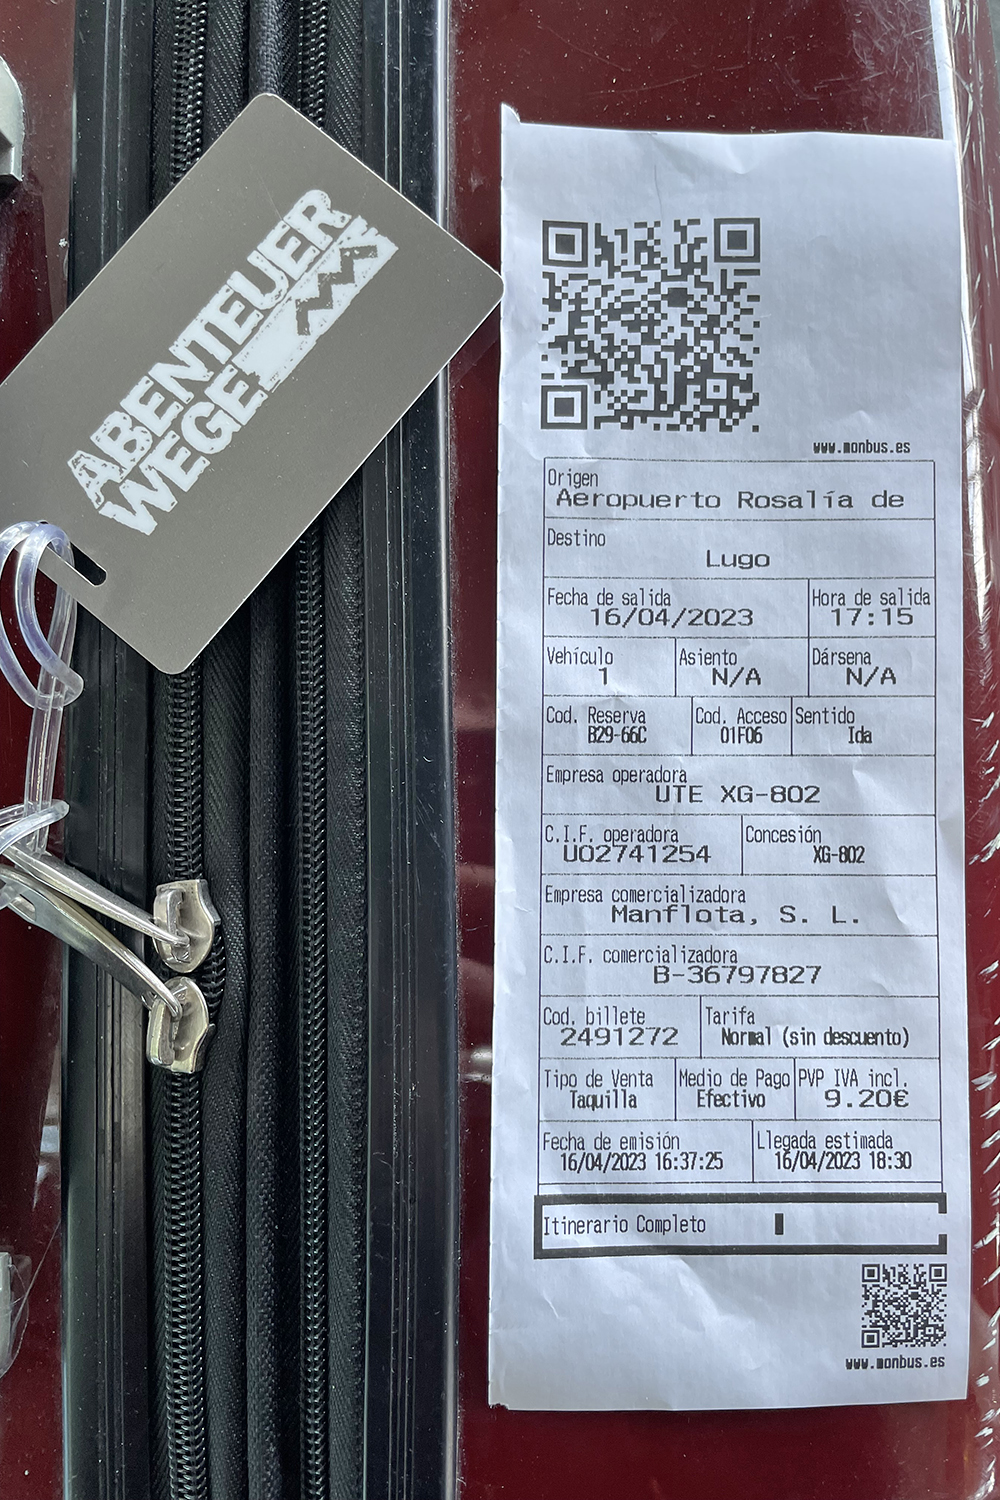 ABENTEUER
WEGE
www.monbus.es
Origen
Aeropuerto Rosalía de
Destino
Lugo
Fecha de salida Hora de salida
16/04/2023 17:15
Vehículo Asiento Dársena
1 N/A N/A
Cod. Reserva Cod. Acceso Sentido
B29-66C 01F06 Ida
Empresa operadora
UTE XG-802
C.I.F. operadora Concesión
U02741254 XG-802
Empresa comercializadora
Manflota, S. L.
C.I.F. comercializadora
B-36797827
Cod. billete Tarifa
2491272 Normal (sin descuento)
Tipo de Venta Medio de Pago PVP IVA incl.
Taquilla Efectivo 9.20€
Fecha de emisión Llegada estimada
16/04/2023 16:37:25 16/04/2023 18:30
Itinerario Completo
www.monbus.es